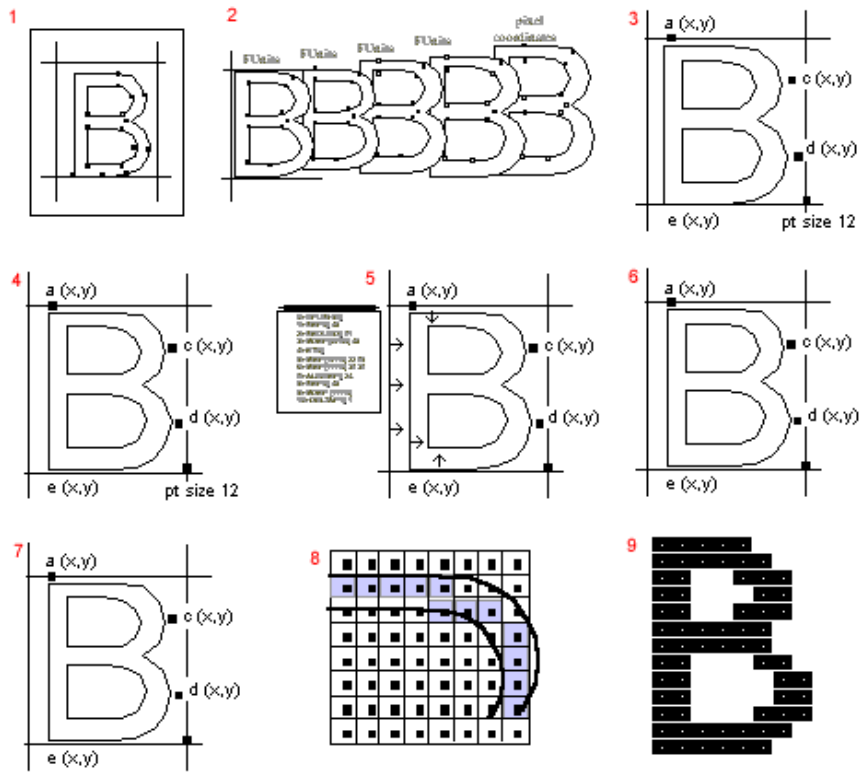 1
2
FUnits
FUnits
FUnits
FUnits
pixel
coordinates
3
a (x,y)
c (x,y)
d (x,y)
e (x,y)
pt size 12
4
a (x,y)
c (x,y)
d (x,y)
e (x,y)
pt size 12
5
a (x,y)
c (x,y)
d (x,y)
e (x,y)
6
a (x,y)
c (x,y)
d (x,y)
e (x,y)
7
a (x,y)
c (x,y)
d (x,y)
e (x,y)
8
9